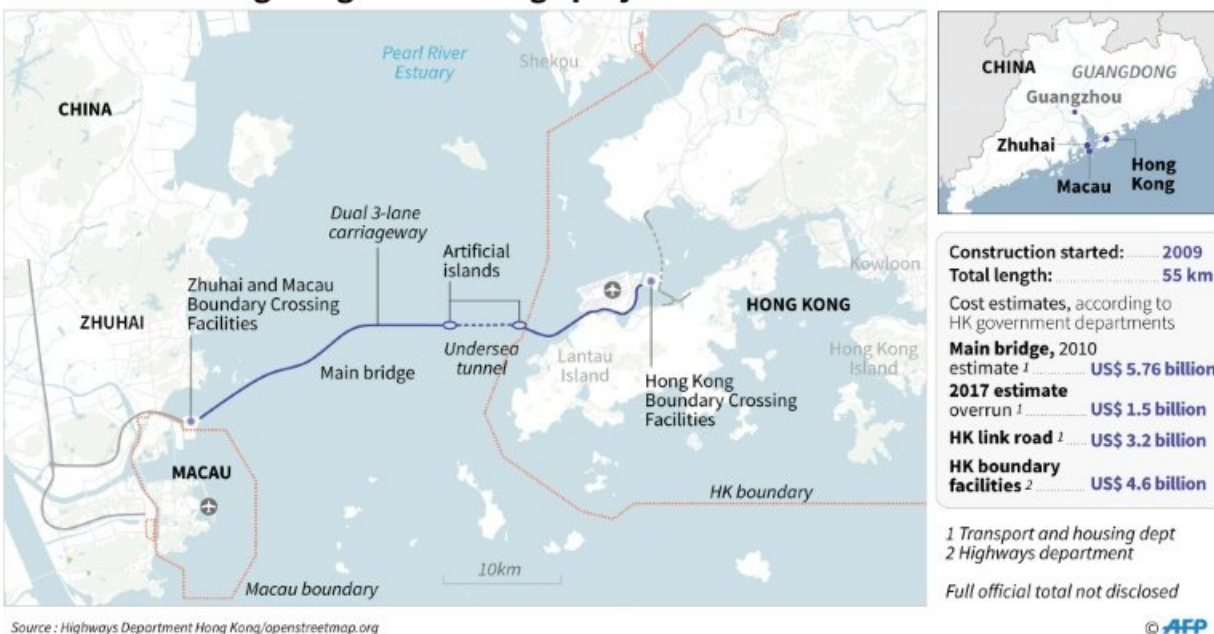 Pearl River
Estuary
Shekou
CHINA
Dual 3-lane
carriageway
Artificial
islands
Zhuhai and Macau
Boundary Crossing
Facilities
ZHUHAI
Main bridge
Undersea
tunnel
Lantau
Island
Kowloon
HONG KONG
Hong Kong
Island
Hong Kong
Boundary Crossing
Facilities
MACAU
HK boundary
10km
Macau boundary
CHINA
GUANGDONG
Guangzhou
Zhuhai
Macau
Hong
Kong
Construction started: 2009
Total length: 55 km
Cost estimates, according to
HK government departments
Main bridge, 2010
estimate 1 US$ 5.76 billion
2017 estimate
overrun 1 US$ 1.5 billion
HK link road 1 US$ 3.2 billion
HK boundary
facilities 2 US$ 4.6 billion
1 Transport and housing dept
2 Highways department
Full official total not disclosed
Source : Highways Department Hong Kong/openstreetmap.org
© AFP